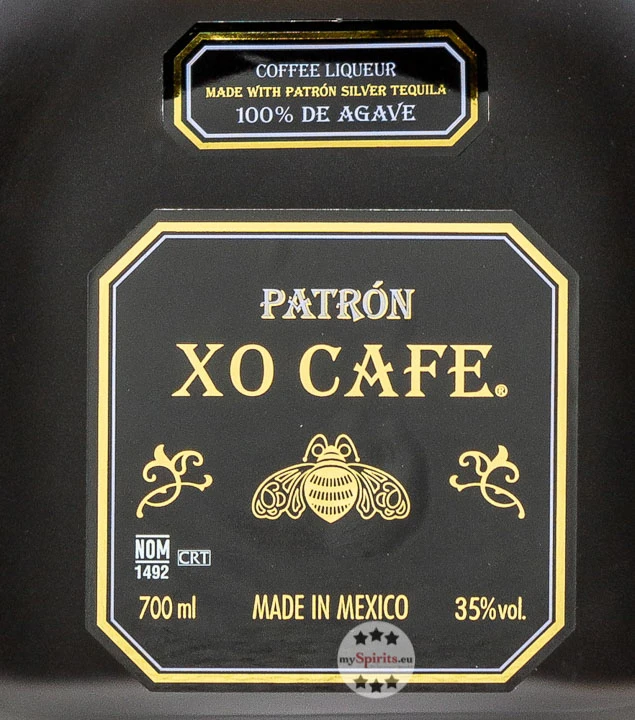 COFFEE LIQUEUR
MADE WITH PATRÓN SILVER TEQUILA
100% DE AGAVE
PATRÓN
XO CAFE®
NOM
1492
CRT
700 ml
MADE IN MEXICO
35%vol.
mySpirits.eu